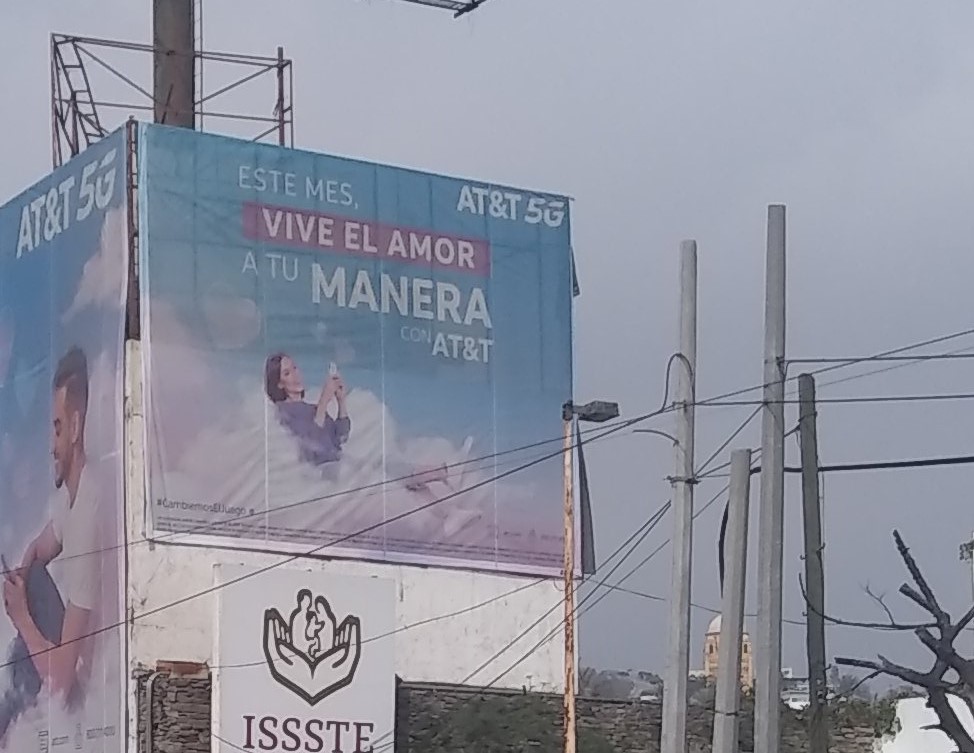 AT&T 5G
ESTE MES,
VIVE EL AMOR
A TU MANERA
CON AT&T
AT&T 5G
#CambiemosElJuego
ISSSTE